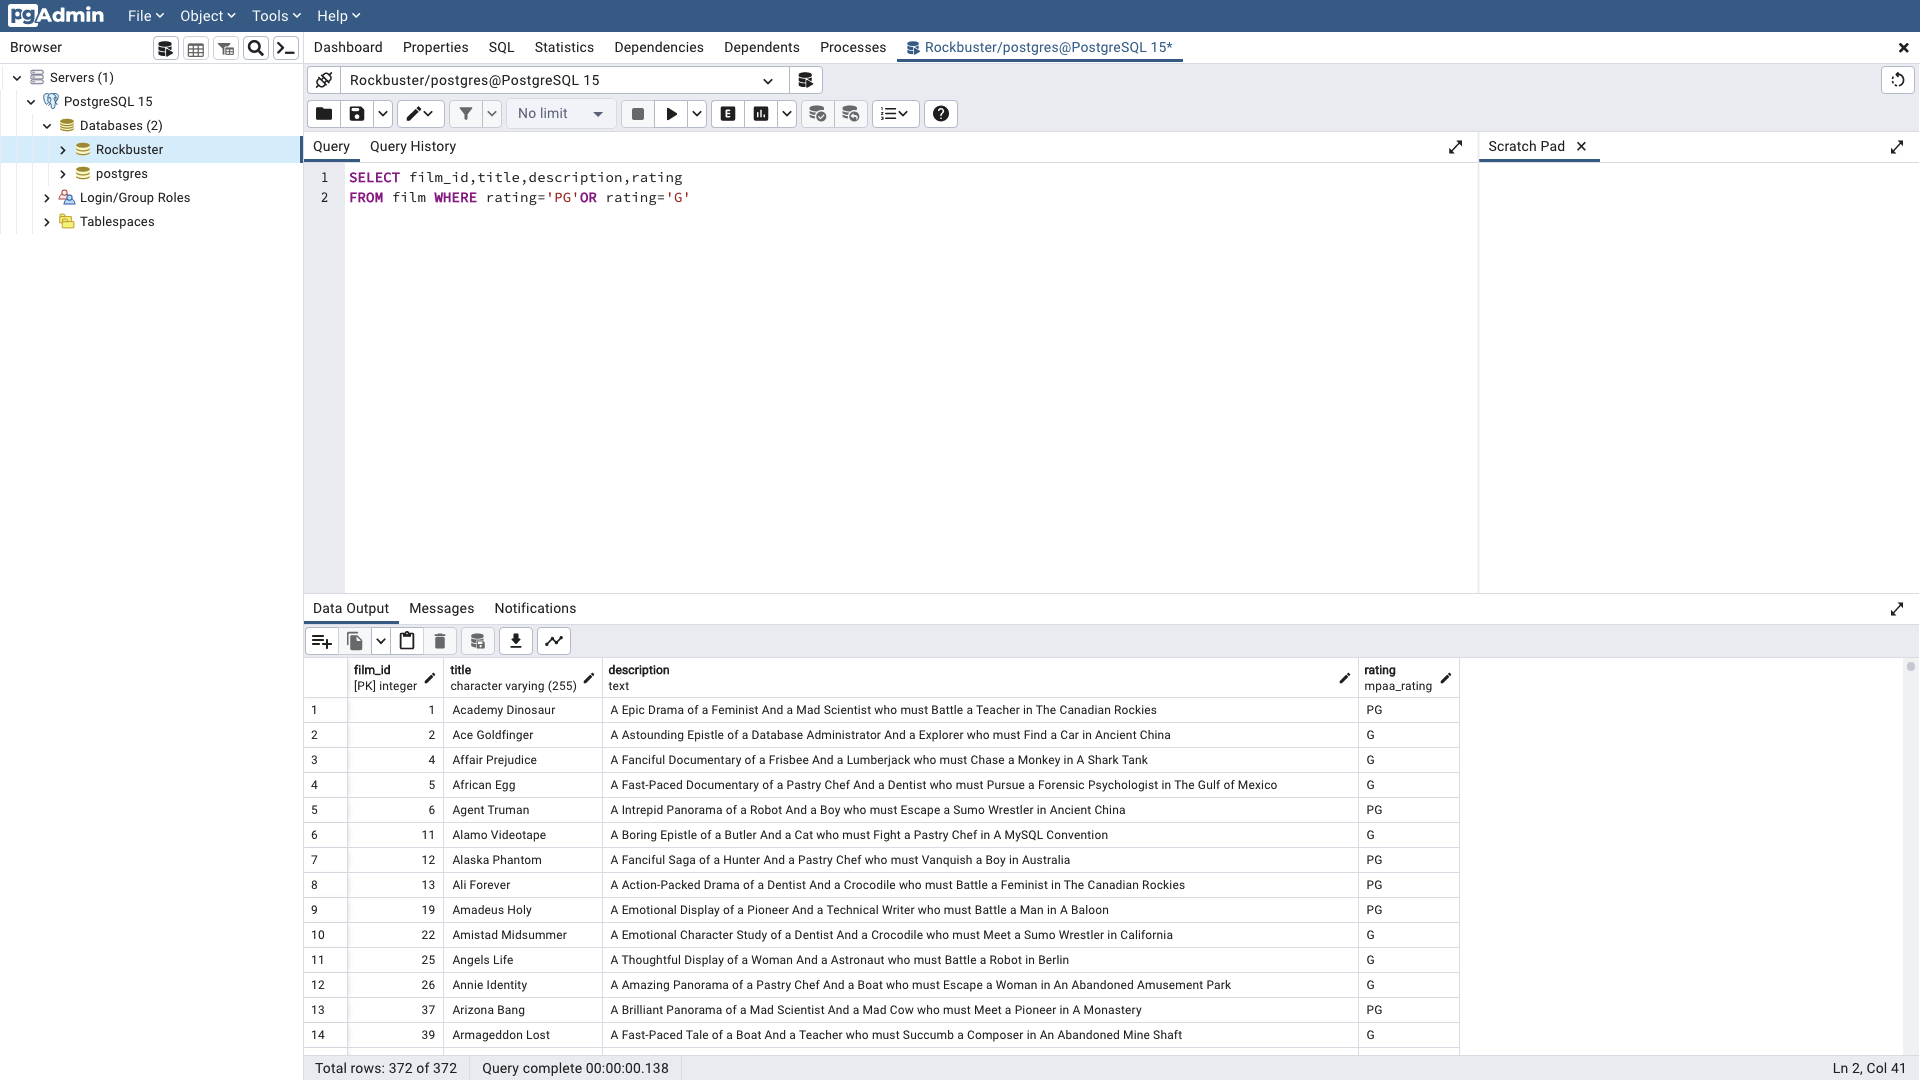 pgAdmin File Object Tools Help
Browser
Dashboard Properties SQL Statistics Dependencies Dependents Processes Rockbuster/postgres@PostgreSQL 15*
Servers (1)
PostgreSQL 15
Databases (2)
Rockbuster
postgres
Login/Group Roles
Tablespaces
Rockbuster/postgres@PostgreSQL 15
No limit
E
Query Query History
Scratch Pad
1 SELECT film_id,title,description,rating
2 FROM film WHERE rating='PG'OR rating='G'
Data Output Messages Notifications
film_id title description rating
[PK] integer character varying (255) text mpaa_rating
1 1 Academy Dinosaur A Epic Drama of a Feminist And a Mad Scientist who must Battle a Teacher in The Canadian Rockies PG
2 2 Ace Goldfinger A Astounding Epistle of a Database Administrator And a Explorer who must Find a Car in Ancient China G
3 4 Affair Prejudice A Fanciful Documentary of a Frisbee And a Lumberjack who must Chase a Monkey in A Shark Tank G
4 5 African Egg A Fast-Paced Documentary of a Pastry Chef And a Dentist who must Pursue a Forensic Psychologist in The Gulf of Mexico G
5 6 Agent Truman A Intrepid Panorama of a Robot And a Boy who must Escape a Sumo Wrestler in Ancient China PG
6 11 Alamo Videotape A Boring Epistle of a Butler And a Cat who must Fight a Pastry Chef in A MySQL Convention G
7 12 Alaska Phantom A Fanciful Saga of a Hunter And a Pastry Chef who must Vanquish a Boy in Australia PG
8 13 Ali Forever A Action-Packed Drama of a Dentist And a Crocodile who must Battle a Feminist in The Canadian Rockies PG
9 19 Amadeus Holy A Emotional Display of a Pioneer And a Technical Writer who must Battle a Man in A Baloon PG
10 22 Amistad Midsummer A Emotional Character Study of a Dentist And a Crocodile who must Meet a Sumo Wrestler in California G
11 25 Angels Life A Thoughtful Display of a Woman And a Astronaut who must Battle a Robot in Berlin G
12 26 Annie Identity A Amazing Panorama of a Pastry Chef And a Boat who must Escape a Woman in An Abandoned Amusement Park G
13 37 Arizona Bang A Brilliant Panorama of a Mad Scientist And a Mad Cow who must Meet a Pioneer in A Monastery PG
14 39 Armageddon Lost A Fast-Paced Tale of a Boat And a Teacher who must Succumb a Composer in An Abandoned Mine Shaft G
Total rows: 372 of 372 Query complete 00:00:00.138 Ln 2, Col 41